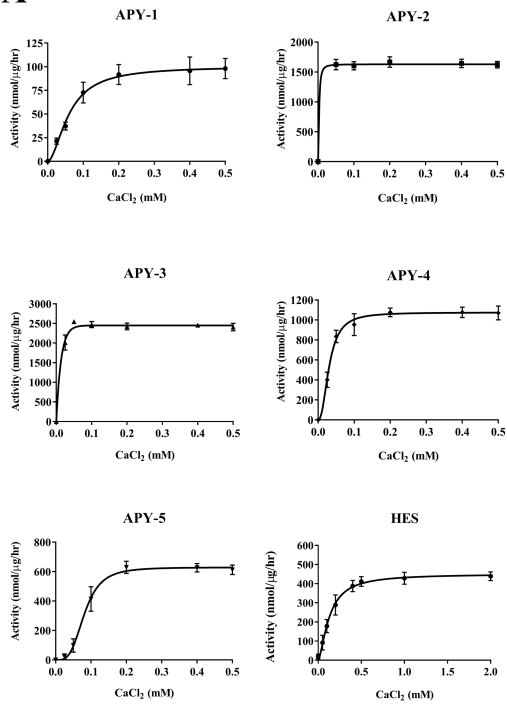 APY-1
125
100
75
50
25
0
Activity (nmol/µg/hr)
0.0 0.1 0.2 0.3 0.4 0.5
CaCl₂ (mM)
APY-2
2000
1500
1000
500
0
Activity (nmol/µg/hr)
0.0 0.1 0.2 0.3 0.4 0.5
CaCl₂ (mM)
APY-3
3000
2500
2000
1500
1000
500
0
Activity (nmol/µg/hr)
0.0 0.1 0.2 0.3 0.4 0.5
CaCl₂ (mM)
APY-4
1200
1000
800
600
400
200
0
Activity (nmol/µg/hr)
0.0 0.1 0.2 0.3 0.4 0.5
CaCl₂ (mM)
APY-5
800
600
400
200
0
Activity (nmol/µg/hr)
0.0 0.1 0.2 0.3 0.4 0.5
CaCl₂ (mM)
HES
600
500
400
300
200
100
0
Activity (nmol/µg/hr)
0.0 0.5 1.0 1.5 2.0
CaCl₂ (mM)